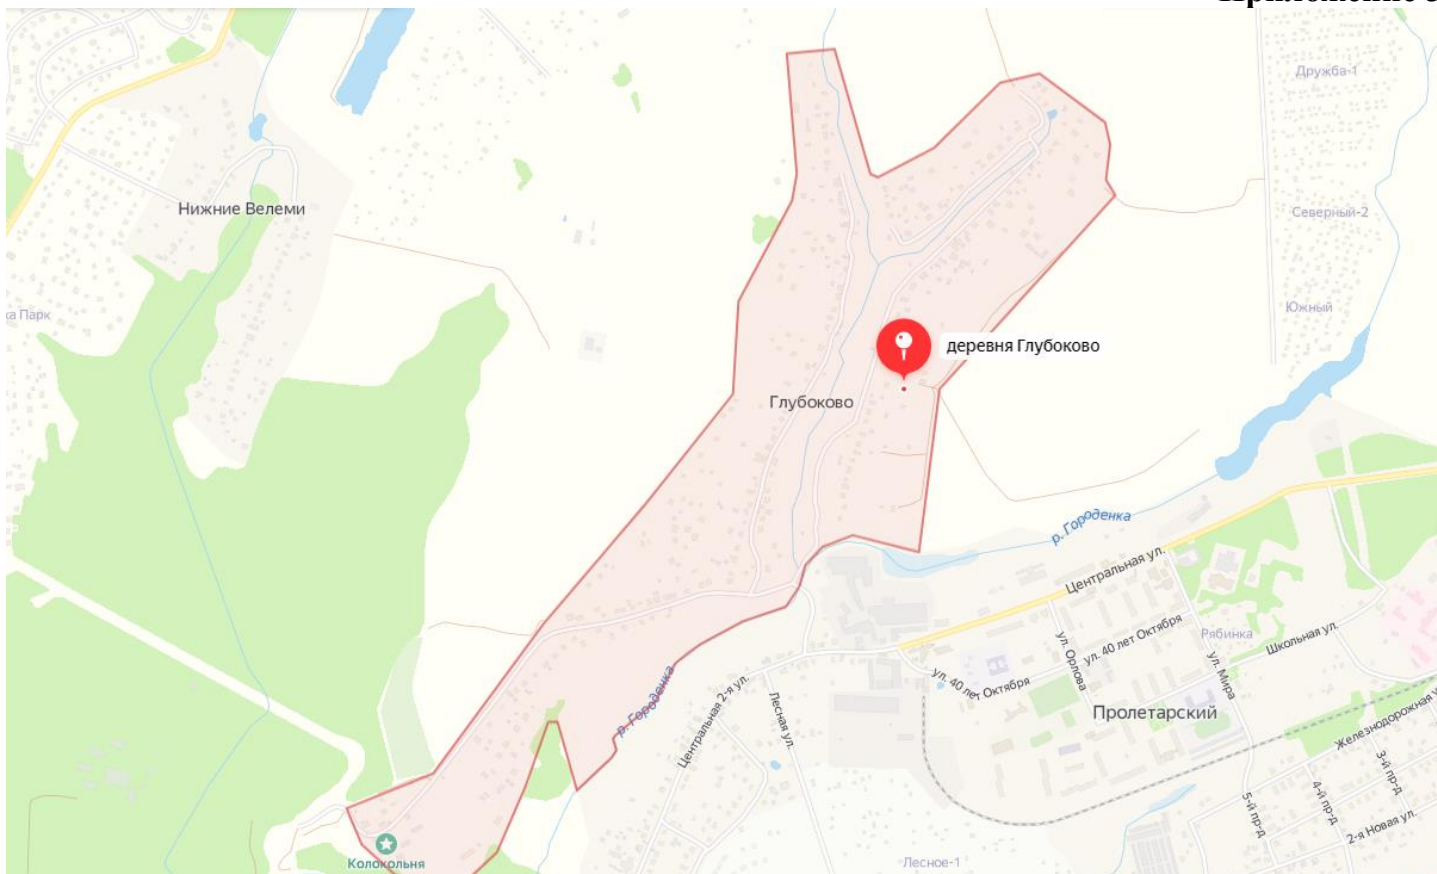 Дружба-1
Нижние Велеми
Северный-2
Южный
ка Парк
деревня Глубоково
Глубоково
р. Городенка
Центральная ул.
ул. 40 лет Октября
Рябинка
Школьная ул.
ул. Орлова
ул. Мира
ул. 40 лет Октября
р. Городенка
Центральная 2-я ул.
Лесная ул.
Пролетарский
Железнодорожная у
3-й пр-д
4-й пр-д
5-й пр-д
2-я Новая ул.
Колокольня
Лесное-1